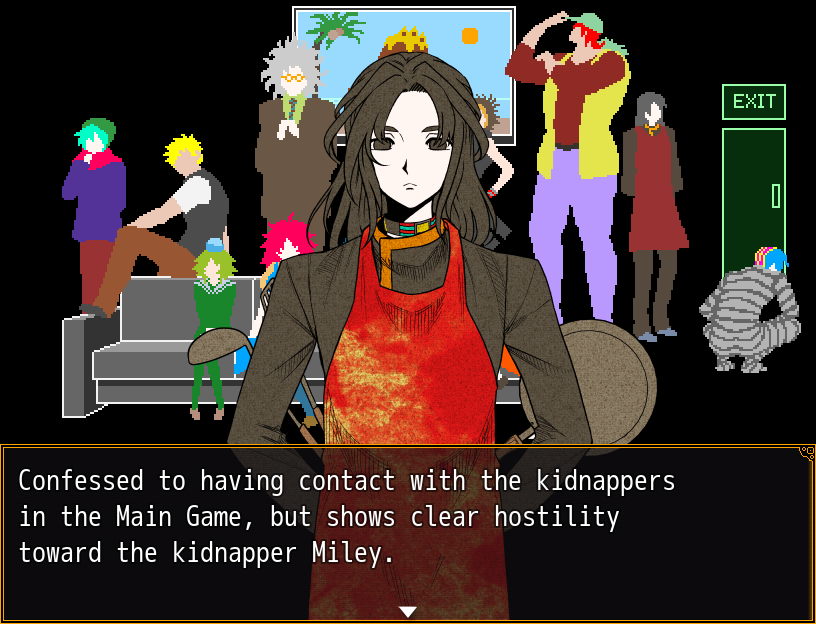 EXIT
Confessed to having contact with the kidnappers
in the Main Game, but shows clear hostility
toward the kidnapper Miley.